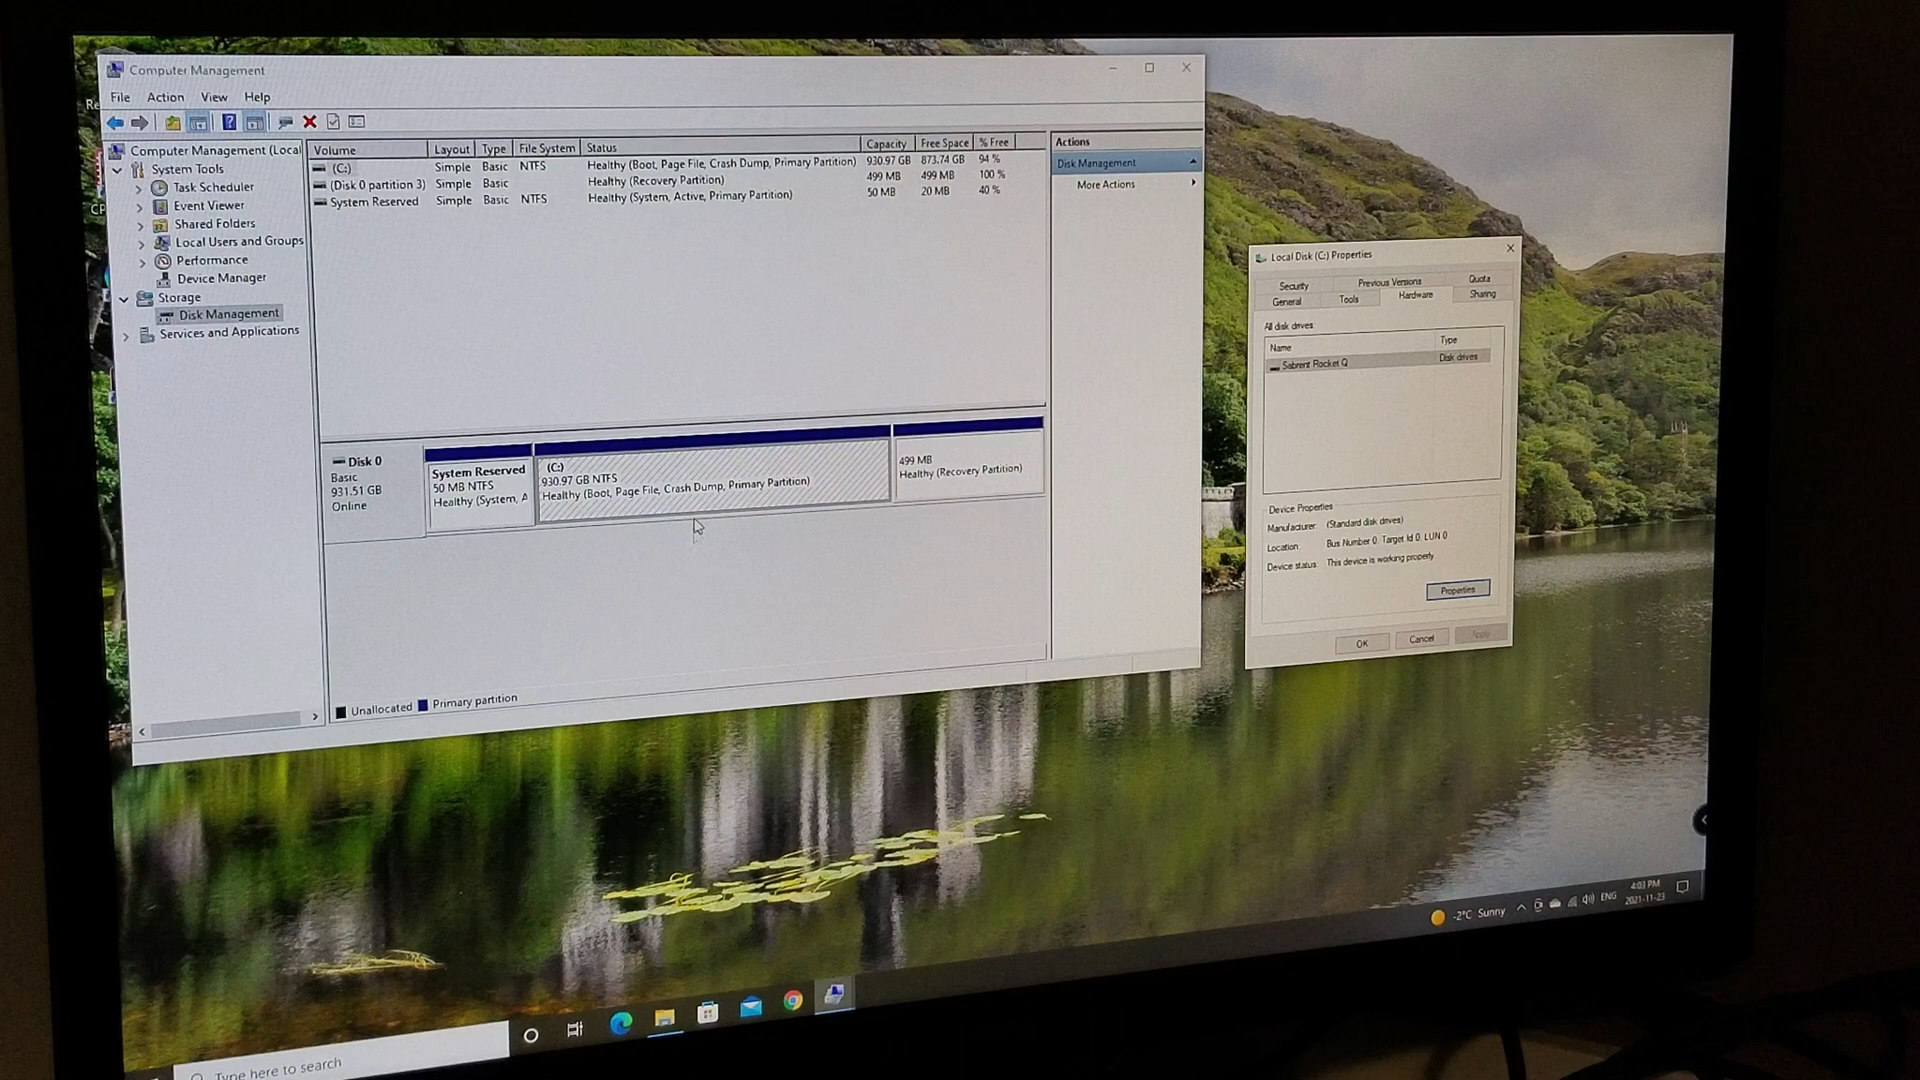 Computer Management
File Action View Help
Computer Management (Local
System Tools
Task Scheduler
Event Viewer
Shared Folders
Local Users and Groups
Performance
Device Manager
Storage
Disk Management
Services and Applications
Volume Layout Type File System Status Capacity Free Space % Free
(C:) Simple Basic NTFS Healthy (Boot, Page File, Crash Dump, Primary Partition) 930.97 GB 873.74 GB 94 %
(Disk 0 partition 3) Simple Basic Healthy (Recovery Partition) 499 MB 499 MB 100 %
System Reserved Simple Basic NTFS Healthy (System, Active, Primary Partition) 50 MB 20 MB 40 %
Disk 0
Basic
931.51 GB
Online
System Reserved
50 MB NTFS
Healthy (System, A
(C:)
930.97 GB NTFS
Healthy (Boot, Page File, Crash Dump, Primary Partition)
499 MB
Healthy (Recovery Partition)
Unallocated Primary partition
Actions
Disk Management
More Actions
Local Disk (C:) Properties
Security Previous Versions Quota
General Tools Hardware Sharing
All disk drives
Name Type
Sabrent Rocket Q Disk drives
Device Properties
Manufacturer: (Standard disk drives)
Location: Bus Number 0, Target Id 0, LUN 0
Device status: This device is working properly.
Properties
OK Cancel Apply
Re
CP
-2°C Sunny ENG 4:03 PM
2021-11-23
Type here to search